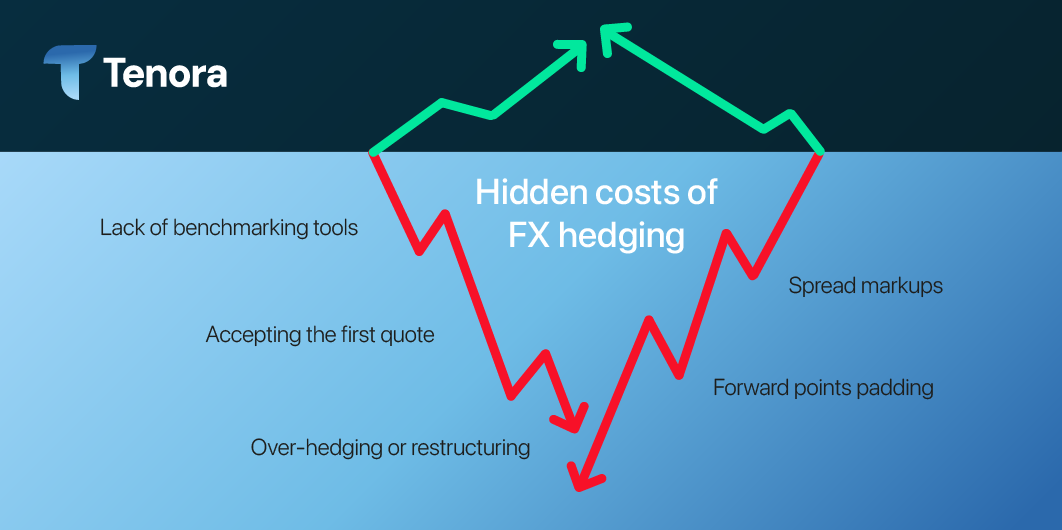 Tenora
Hidden costs of
FX hedging
Lack of benchmarking tools
Accepting the first quote
Over-hedging or restructuring
Spread markups
Forward points padding